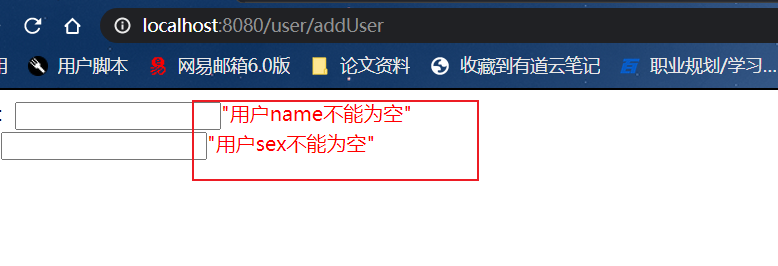 localhost:8080/user/addUser
用 用户脚本 网易邮箱6.0版 论文资料 收藏到有道云笔记 职业规划/学习...
: "用户name不能为空"
"用户sex不能为空"